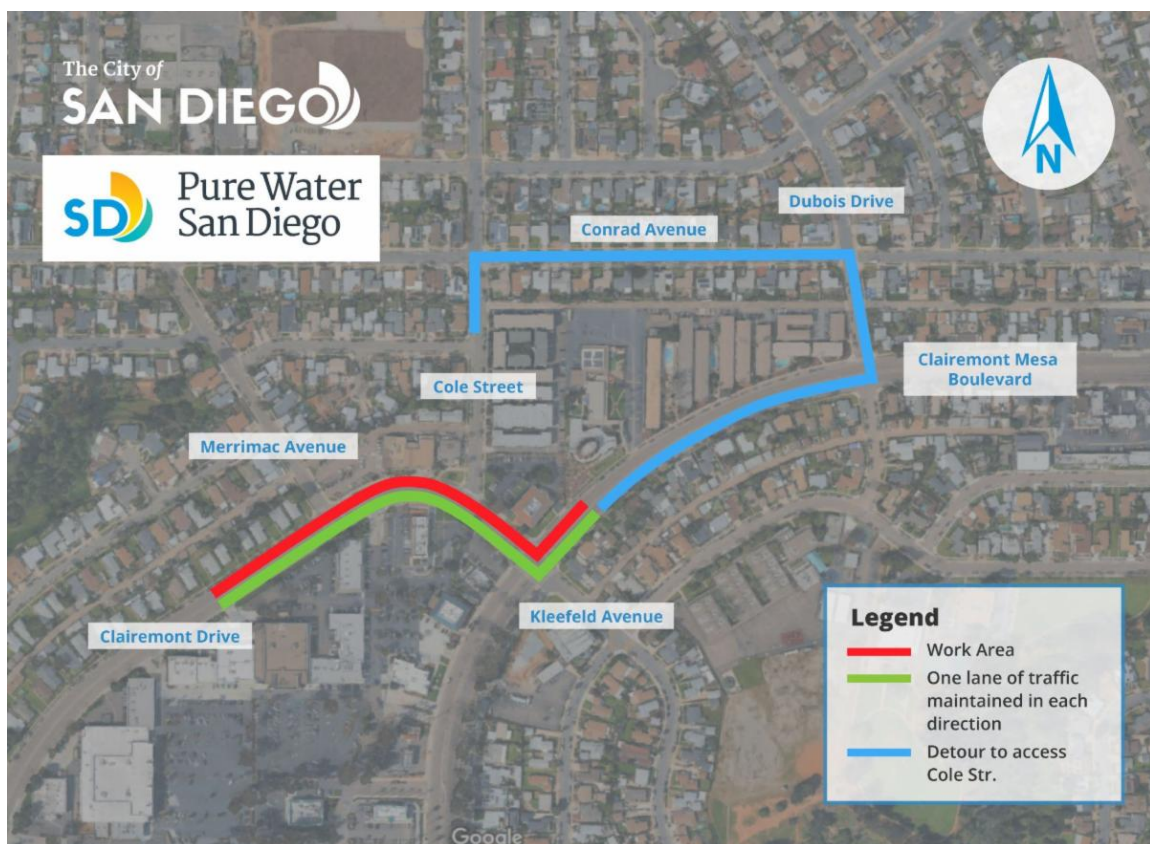 The City of
SAN DIEGO
SD
Pure Water
San Diego
N
Dubois Drive
Conrad Avenue
Clairemont Mesa
Boulevard
Cole Street
Merrimac Avenue
Kleefeld Avenue
Clairemont Drive
Legend
Work Area
One lane of traffic
maintained in each
direction
Detour to access
Cole Str.
Google